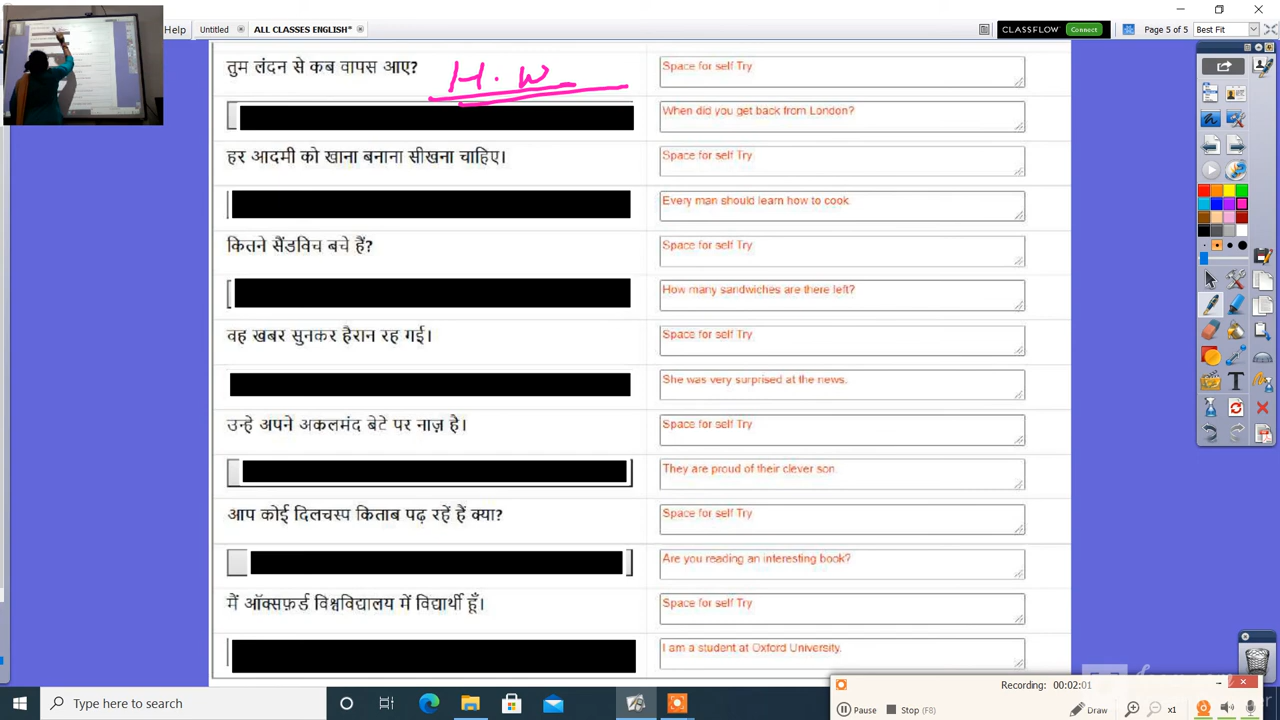 Help
Untitled
ALL CLASSES ENGLISH*
CLASSFLOW
Connect
Page 5 of 5
Best Fit
तुम लंदन से कब वापस आए?
H.W
Space for self Try
When did you get back from London?
हर आदमी को खाना बनाना सीखना चाहिए।
Space for self Try
Every man should learn how to cook.
कितने सैंडविच बचे हैं?
Space for self Try
How many sandwiches are there left?
वह खबर सुनकर हैरान रह गई।
Space for self Try
She was very surprised at the news.
उन्हे अपने अकलमंद बेटे पर नाज़ है।
Space for self Try
They are proud of their clever son
आप कोई दिलचस्प किताब पढ़ रहें हैं क्या?
Space for self Try
Are you reading an interesting book?
मैं ऑक्सफ़र्ड विश्वविद्यालय में विद्यार्थी हूँ।
Space for self Try
I am a student at Oxford University.
Recording: 00:02:01
Pause
Stop (F8)
Draw
x1
Type here to search